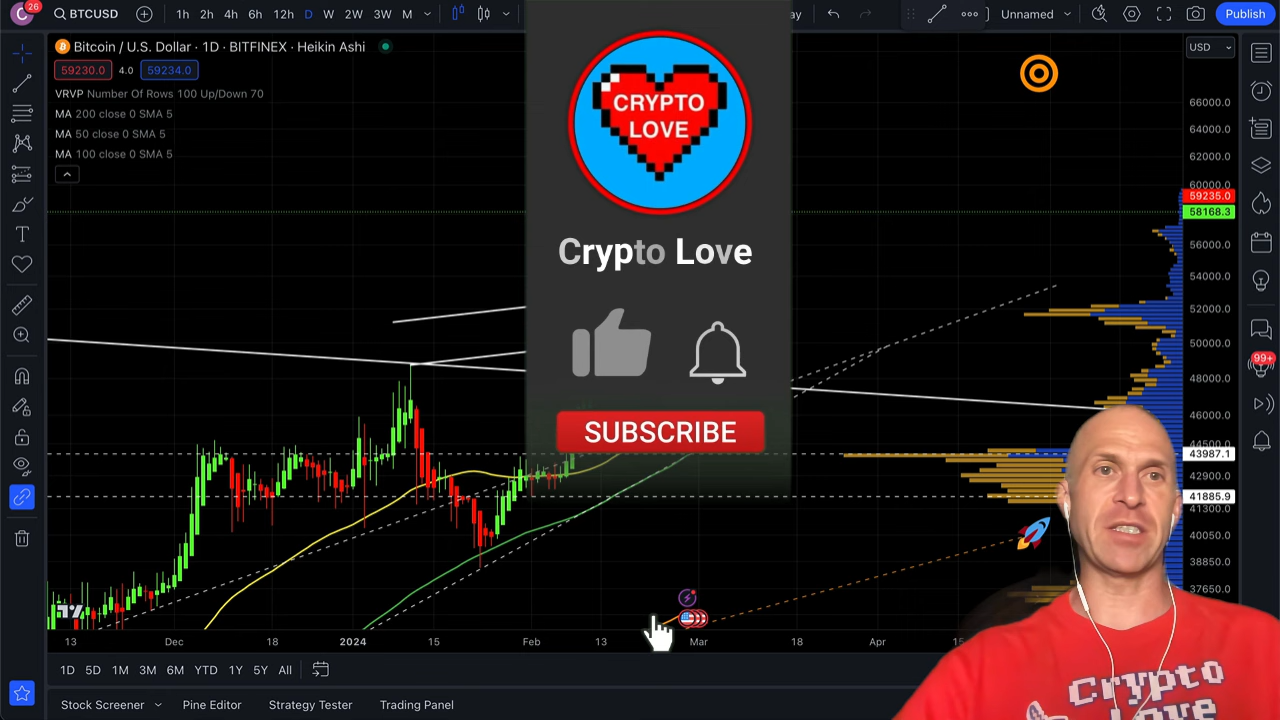 C
26
BTCUSD
1h
2h
4h
6h
12h
D
W
2W
3W
M
ay
Unnamed
Publish
Bitcoin / U.S. Dollar · 1D · BITFINEX · Heikin Ashi
59230.0
4.0
59234.0
VRVP Number Of Rows 100 Up/Down 70
MA 200 close 0 SMA 5
MA 50 close 0 SMA 5
MA 100 close 0 SMA 5
CRYPTO
LOVE
Crypto Love
SUBSCRIBE
USD
66000.0
64000.0
62000.0
60000.0
59235.0
58168.3
56000.0
54000.0
52000.0
50000.0
48000.0
46000.0
44500.0
43987.1
42900.0
41885.9
41300.0
40050.0
38850.0
37650.0
99+
13
Dec
18
2024
15
Feb
13
Mar
18
Apr
15
1D
5D
1M
3M
6M
YTD
1Y
5Y
All
Stock Screener
Pine Editor
Strategy Tester
Trading Panel
Crypto
Love